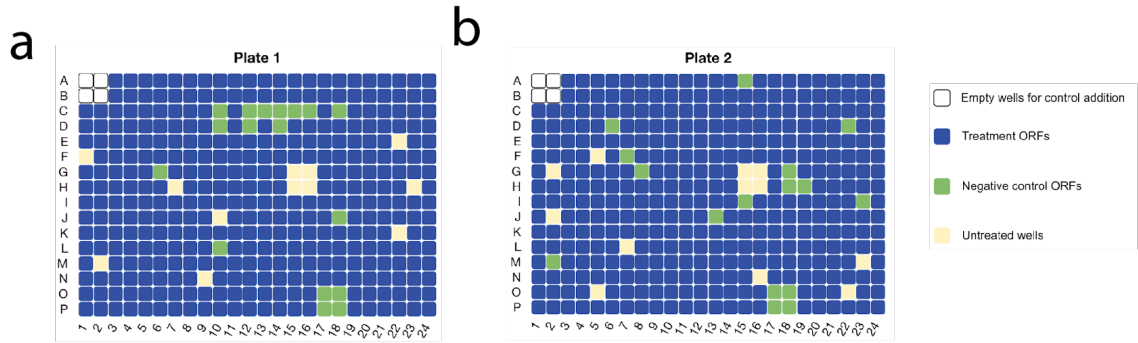 a
Plate 1
A
B
C
D
E
F
G
H
I
J
K
L
M
N
O
P
1 2 3 4 5 6 7 8 9 10 11 12 13 14 15 16 17 18 19 20 21 22 23 24
b
Plate 2
A
B
C
D
E
F
G
H
I
J
K
L
M
N
O
P
1 2 3 4 5 6 7 8 9 10 11 12 13 14 15 16 17 18 19 20 21 22 23 24
Empty wells for control addition
Treatment ORFs
Negative control ORFs
Untreated wells